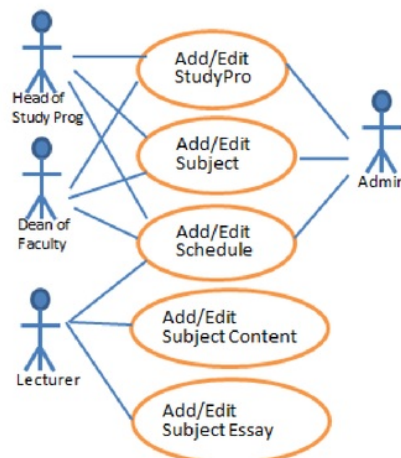 Add/Edit
StudyPro
Head of
Study Prog
Add/Edit
Subject
Admin
Dean of
Faculty
Add/Edit
Schedule
Add/Edit
Subject Content
Lecturer
Add/Edit
Subject Essay